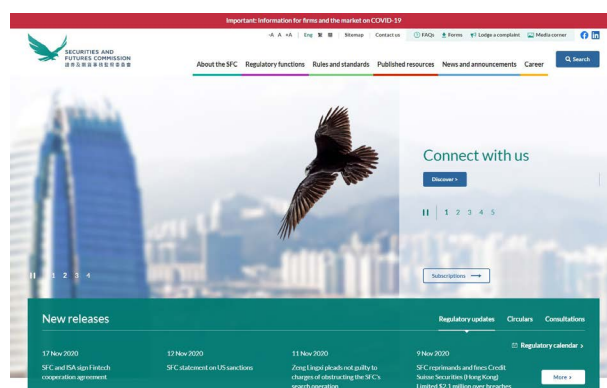 Important: Information for firms and the market on COVID-19
-A A +A Eng 繁 簡 Sitemap Contact us FAQs Forms Lodge a complaint Media corner
SECURITIES AND
FUTURES COMMISSION
證券及期貨事務監察委員會
About the SFC Regulatory functions Rules and standards Published resources News and announcements Career Search
Connect with us
Discover >
1 2 3 4 5
1 2 3 4
Subscriptions →
New releases
Regulatory updates Circulars Consultations
Regulatory calendar >
17 Nov 2020
SFC and ISA sign Fintech
cooperation agreement
12 Nov 2020
SFC statement on US sanctions
11 Nov 2020
Zeng Lingxi pleads not guilty to
charges of obstructing the SFC's
search operation
9 Nov 2020
SFC reprimands and fines Credit
Suisse Securities (Hong Kong)
Limited $2.1 million over breaches
More >